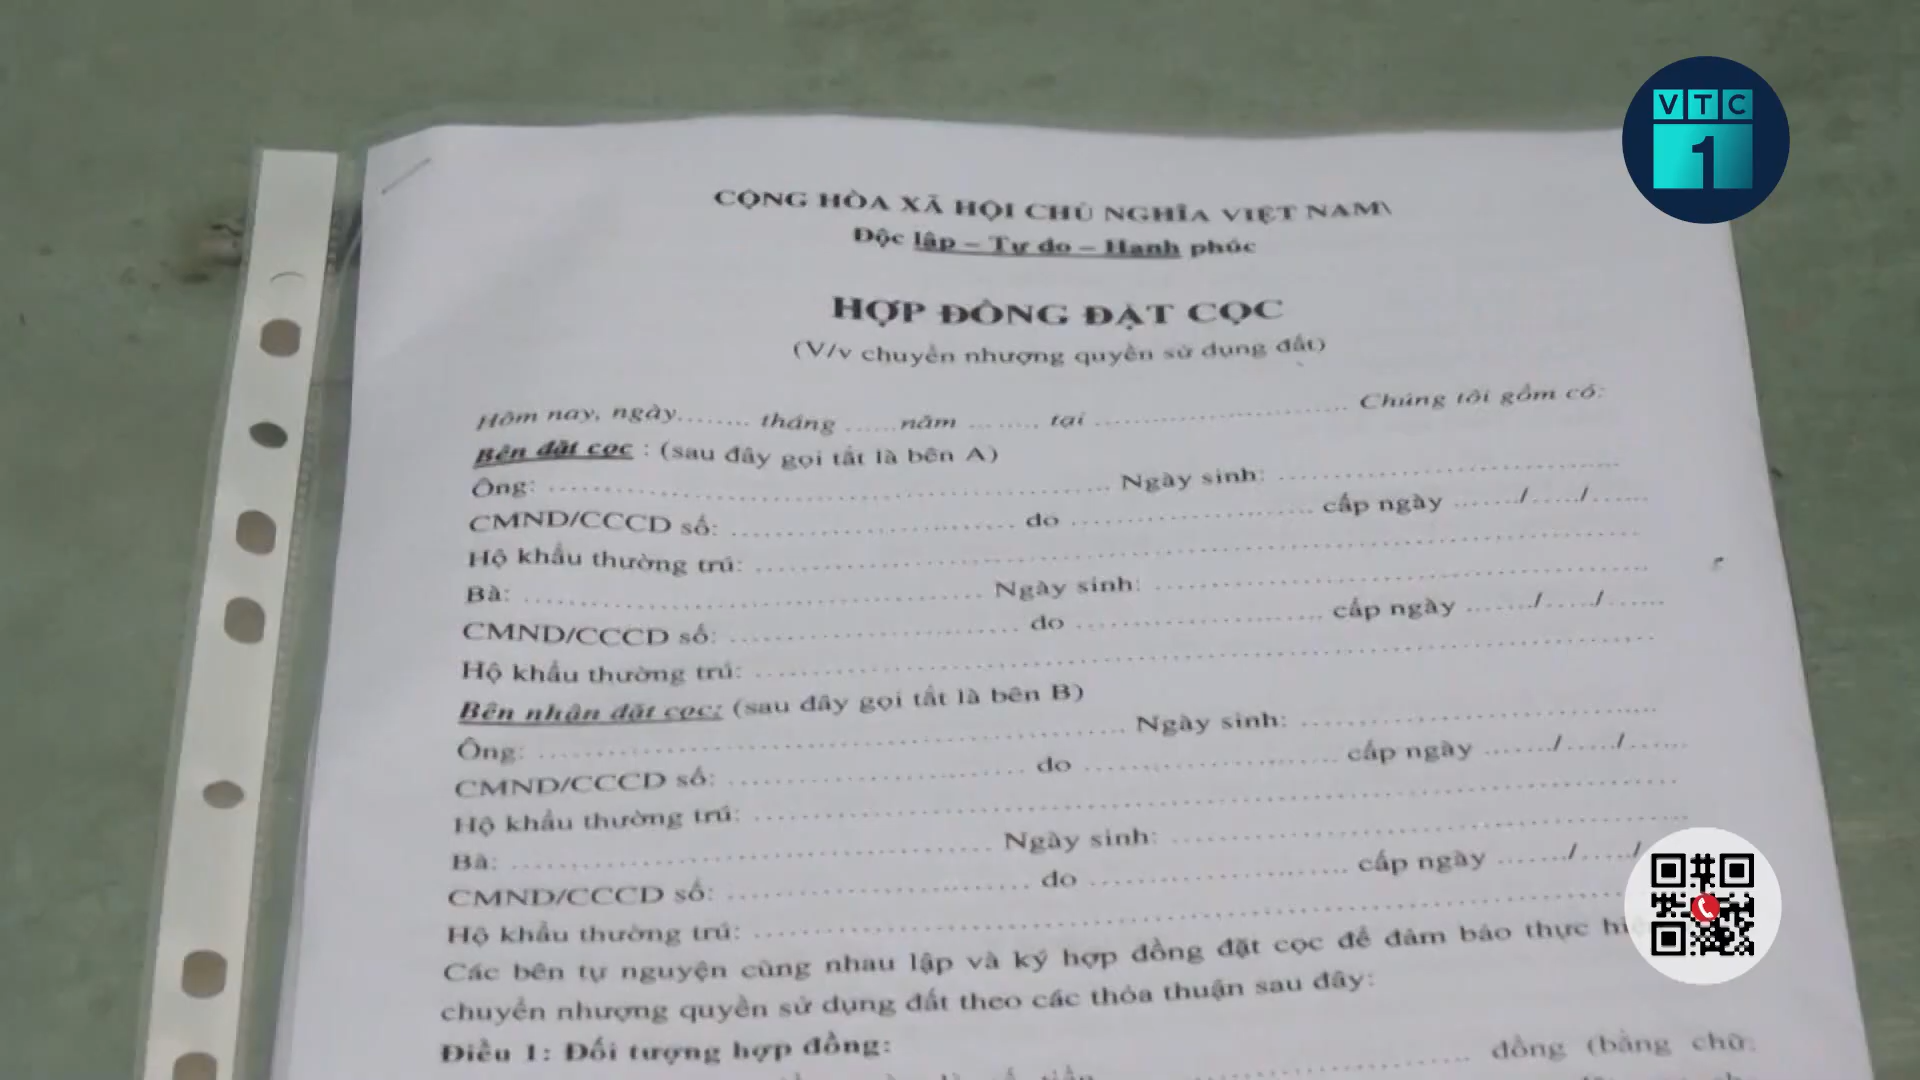 VTC
1
CỘNG HÒA XÃ HỘI CHỦ NGHĨA VIỆT NAM\
Độc lập – Tự do – Hạnh phúc
HỢP ĐỒNG ĐẶT CỌC
(V/v chuyển nhượng quyền sử dụng đất)
Hôm nay, ngày........ tháng ......năm ........ tại .............................. Chúng tôi gồm có:
Bên đặt cọc : (sau đây gọi tắt là bên A)
Ông: .................................................................. Ngày sinh: ........................................
CMND/CCCD số: ................................. do ............................ cấp ngày ......./...../......
Hộ khẩu thường trú: ........................................................................................................
Bà: ...................................................... Ngày sinh: ..........................................................
CMND/CCCD số: ................................. do ............................ cấp ngày ......./...../......
Hộ khẩu thường trú: ........................................................................................................
Bên nhận đặt cọc: (sau đây gọi tắt là bên B)
Ông: .................................................................. Ngày sinh: ........................................
CMND/CCCD số: ................................. do ............................ cấp ngày ......./...../......
Hộ khẩu thường trú: ........................................................................................................
Bà: ...................................................... Ngày sinh: ..........................................................
CMND/CCCD số: ................................. do ............................ cấp ngày ......./...../
Hộ khẩu thường trú: ........................................................................................................
Các bên tự nguyện cùng nhau lập và ký hợp đồng đặt cọc để đảm bảo thực
chuyển nhượng quyền sử dụng đất theo các thỏa thuận sau đây:
Điều 1: Đối tượng hợp đồng:
.................. đồng (bằng chữ: